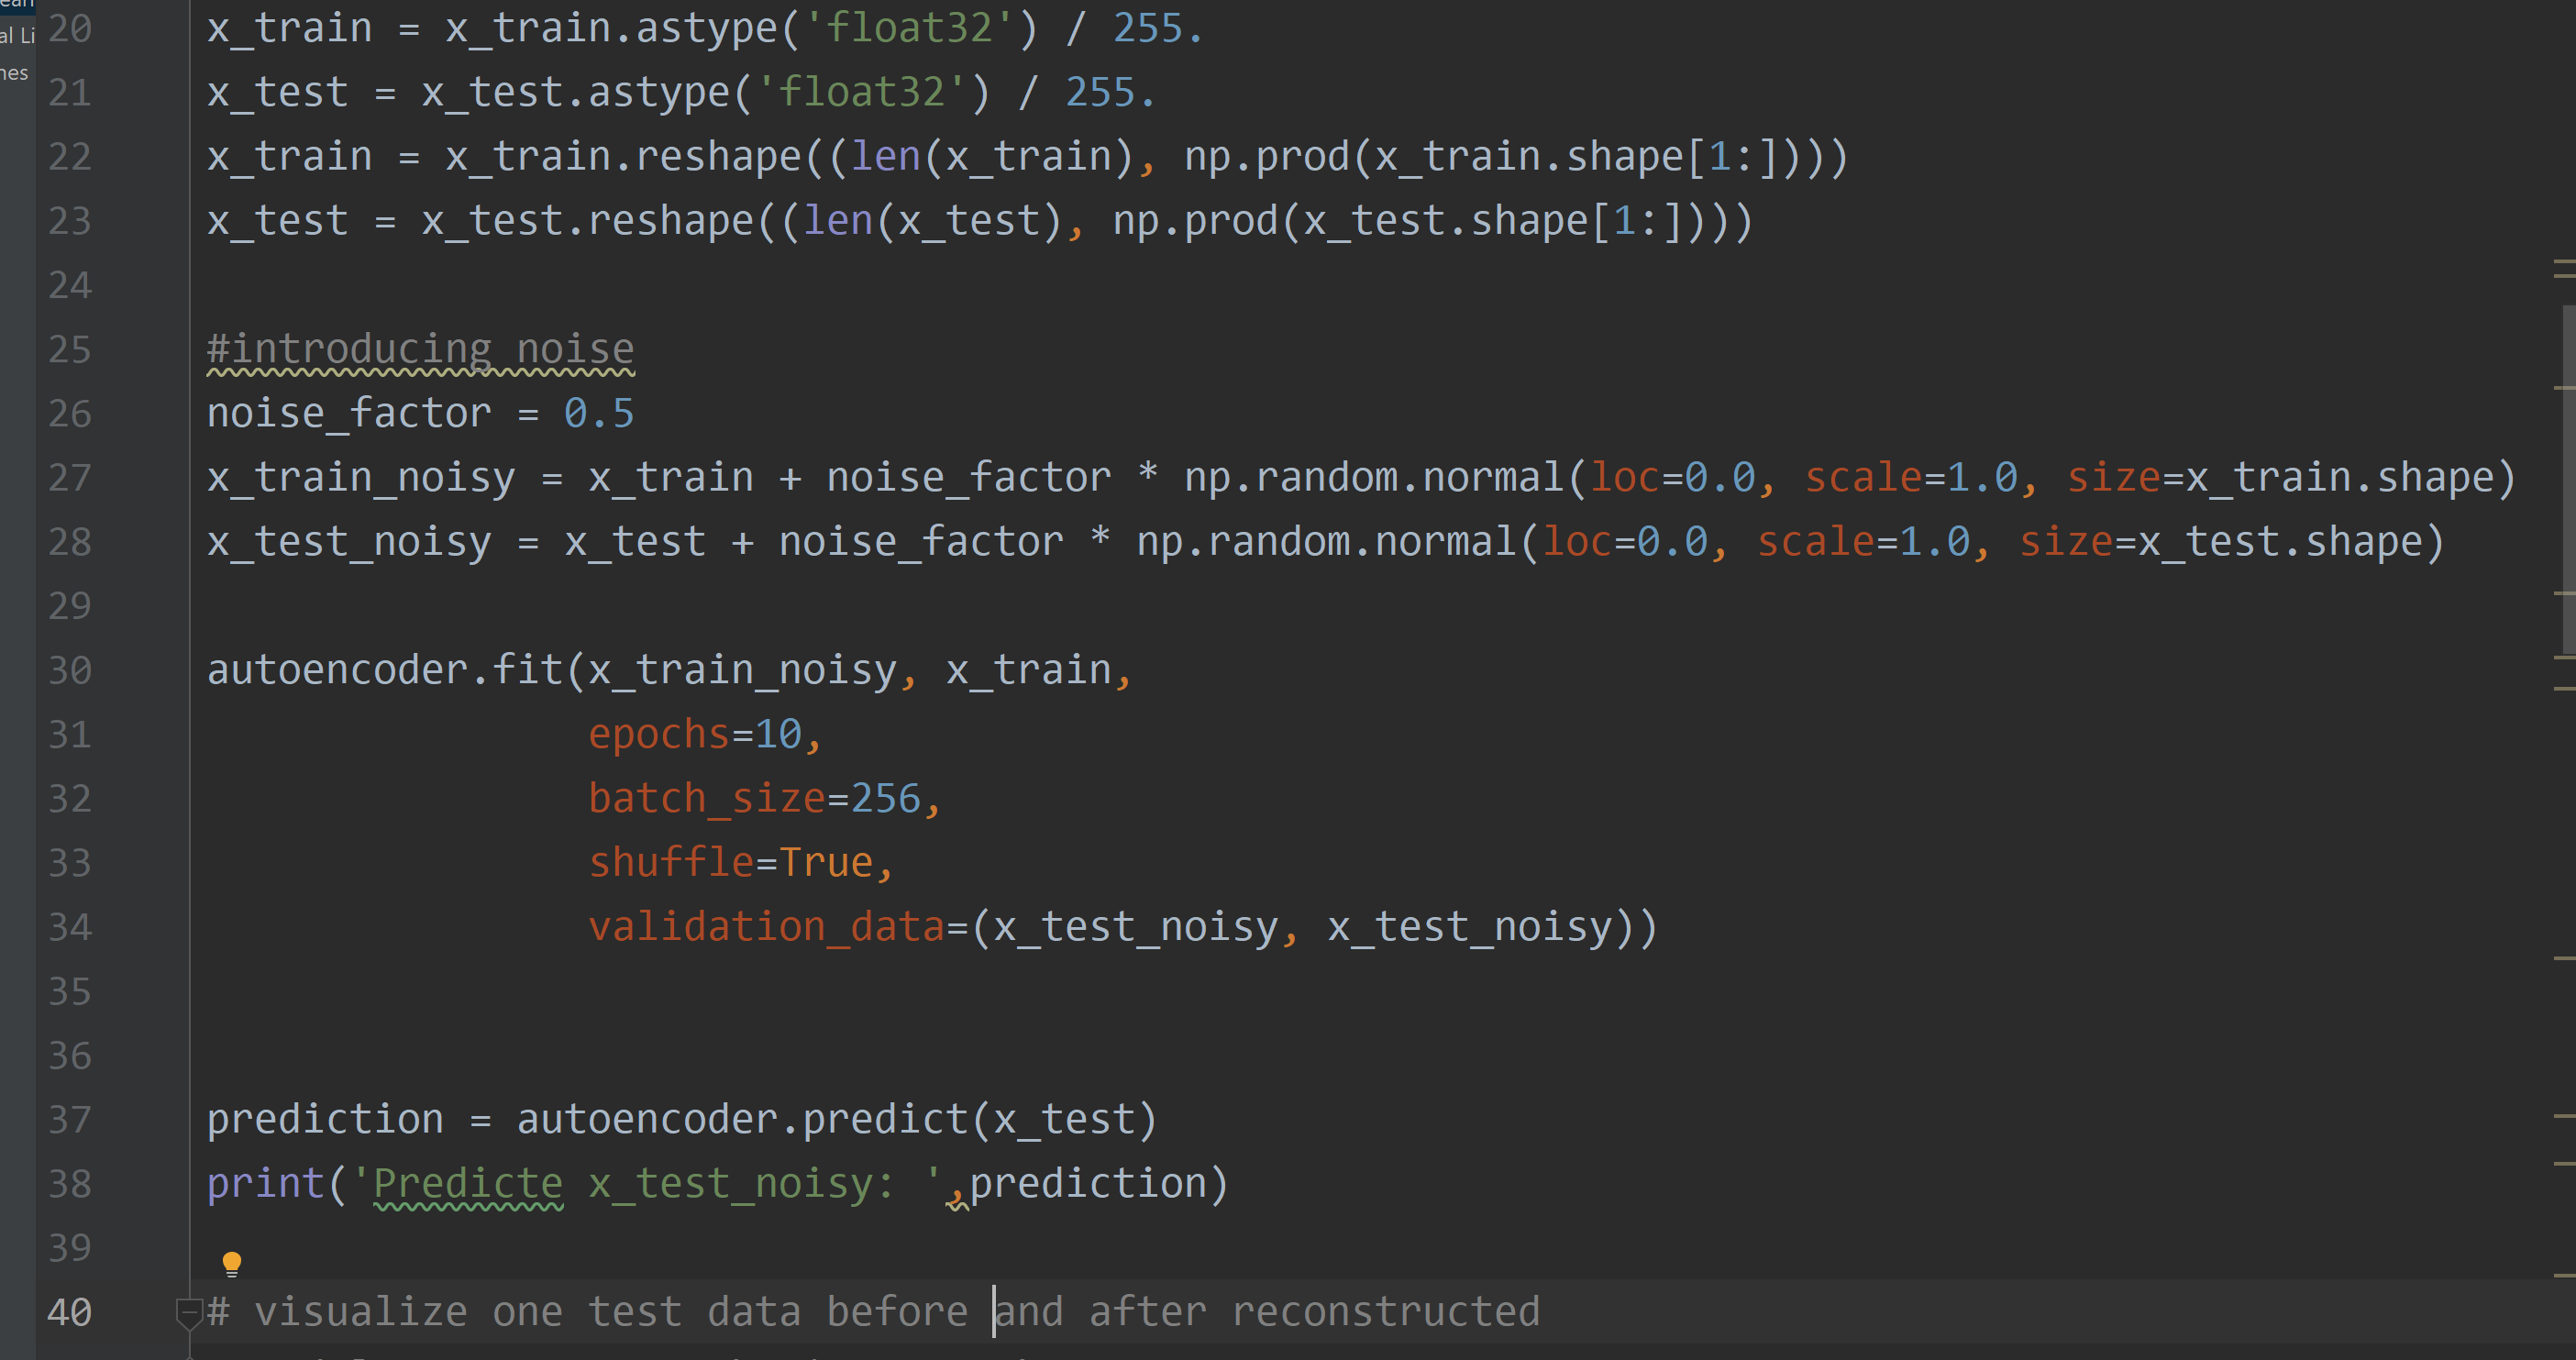 20 x_train = x_train.astype('float32') / 255.
al Li
21 x_test = x_test.astype('float32') / 255.
nes
22 x_train = x_train.reshape((len(x_train), np.prod(x_train.shape[1:])))
23 x_test = x_test.reshape((len(x_test), np.prod(x_test.shape[1:])))
24
25 #introducing noise
26 noise_factor = 0.5
27 x_train_noisy = x_train + noise_factor * np.random.normal(loc=0.0, scale=1.0, size=x_train.shape)
28 x_test_noisy = x_test + noise_factor * np.random.normal(loc=0.0, scale=1.0, size=x_test.shape)
29
30 autoencoder.fit(x_train_noisy, x_train,
31 epochs=10,
32 batch_size=256,
33 shuffle=True,
34 validation_data=(x_test_noisy, x_test_noisy))
35
36
37 prediction = autoencoder.predict(x_test)
38 print('Predicte x_test_noisy: ',prediction)
39
40 # visualize one test data before and after reconstructed